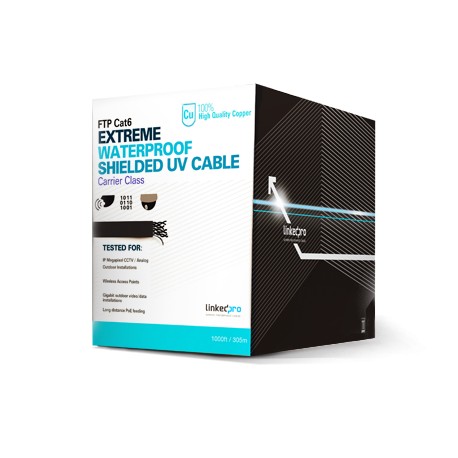 Cu
100%
High Quality Copper
FTP Cat6
EXTREME
WATERPROOF
SHIELDED UV CABLE
Carrier Class
1011
0110
1001
TESTED FOR:
IP Megapixel CCTV / Analog
Contour Installations
Wireless Access Points
Gigabit outdoor video data
installations
Long distance PoE feeding
linkedpro
1000ft / 305m
linkedpro